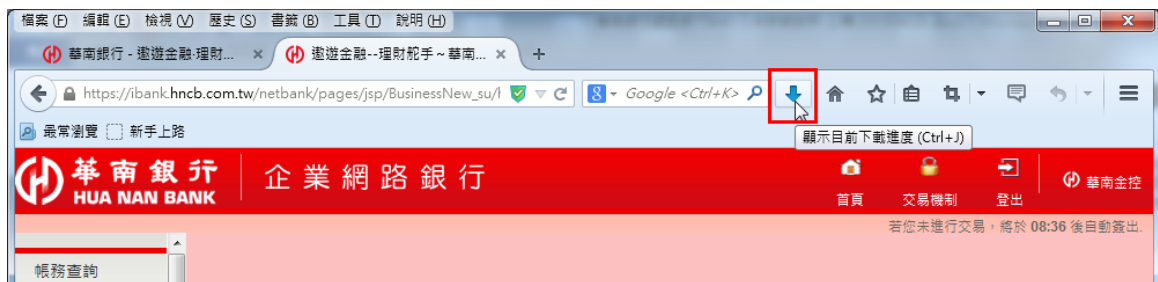 檔案(F) 編輯(E) 檢視(V) 歷史(S) 書籤(B) 工具(T) 說明(H)
華南銀行 - 遨遊金融‧理財... × 遨遊金融--理財舵手~華南... × +
https://ibank.hncb.com.tw/netbank/pages/jsp/BusinessNew_su/ Google <Ctrl+K>
最常瀏覽 新手上路
顯示目前下載進度 (Ctrl+J)
華南銀行 企業網路銀行
HUA NAN BANK
首頁 交易機制 登出 華南金控
若您未進行交易,將於 08:36 後自動簽出.
帳務查詢